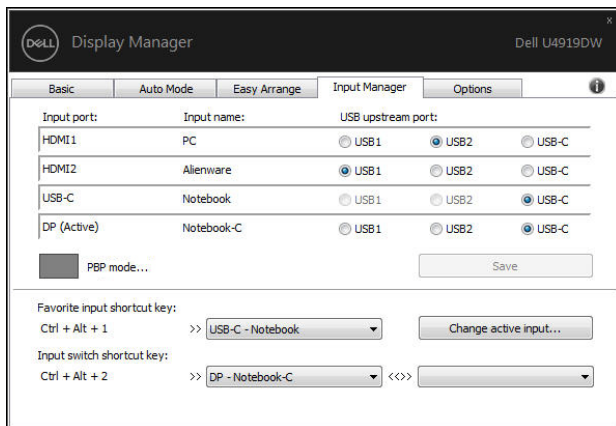 x
DELL Display Manager Dell U4919DW
Basic Auto Mode Easy Arrange Input Manager Options i
Input port: Input name: USB upstream port:
HDMI1 PC USB1 USB2 USB-C
HDMI2 Alienware USB1 USB2 USB-C
USB-C Notebook USB1 USB2 USB-C
DP (Active) Notebook-C USB1 USB2 USB-C
PBP mode... Save
Favorite input shortcut key:
Ctrl + Alt + 1 >> USB-C - Notebook Change active input...
Input switch shortcut key:
Ctrl + Alt + 2 >> DP - Notebook-C <<>>